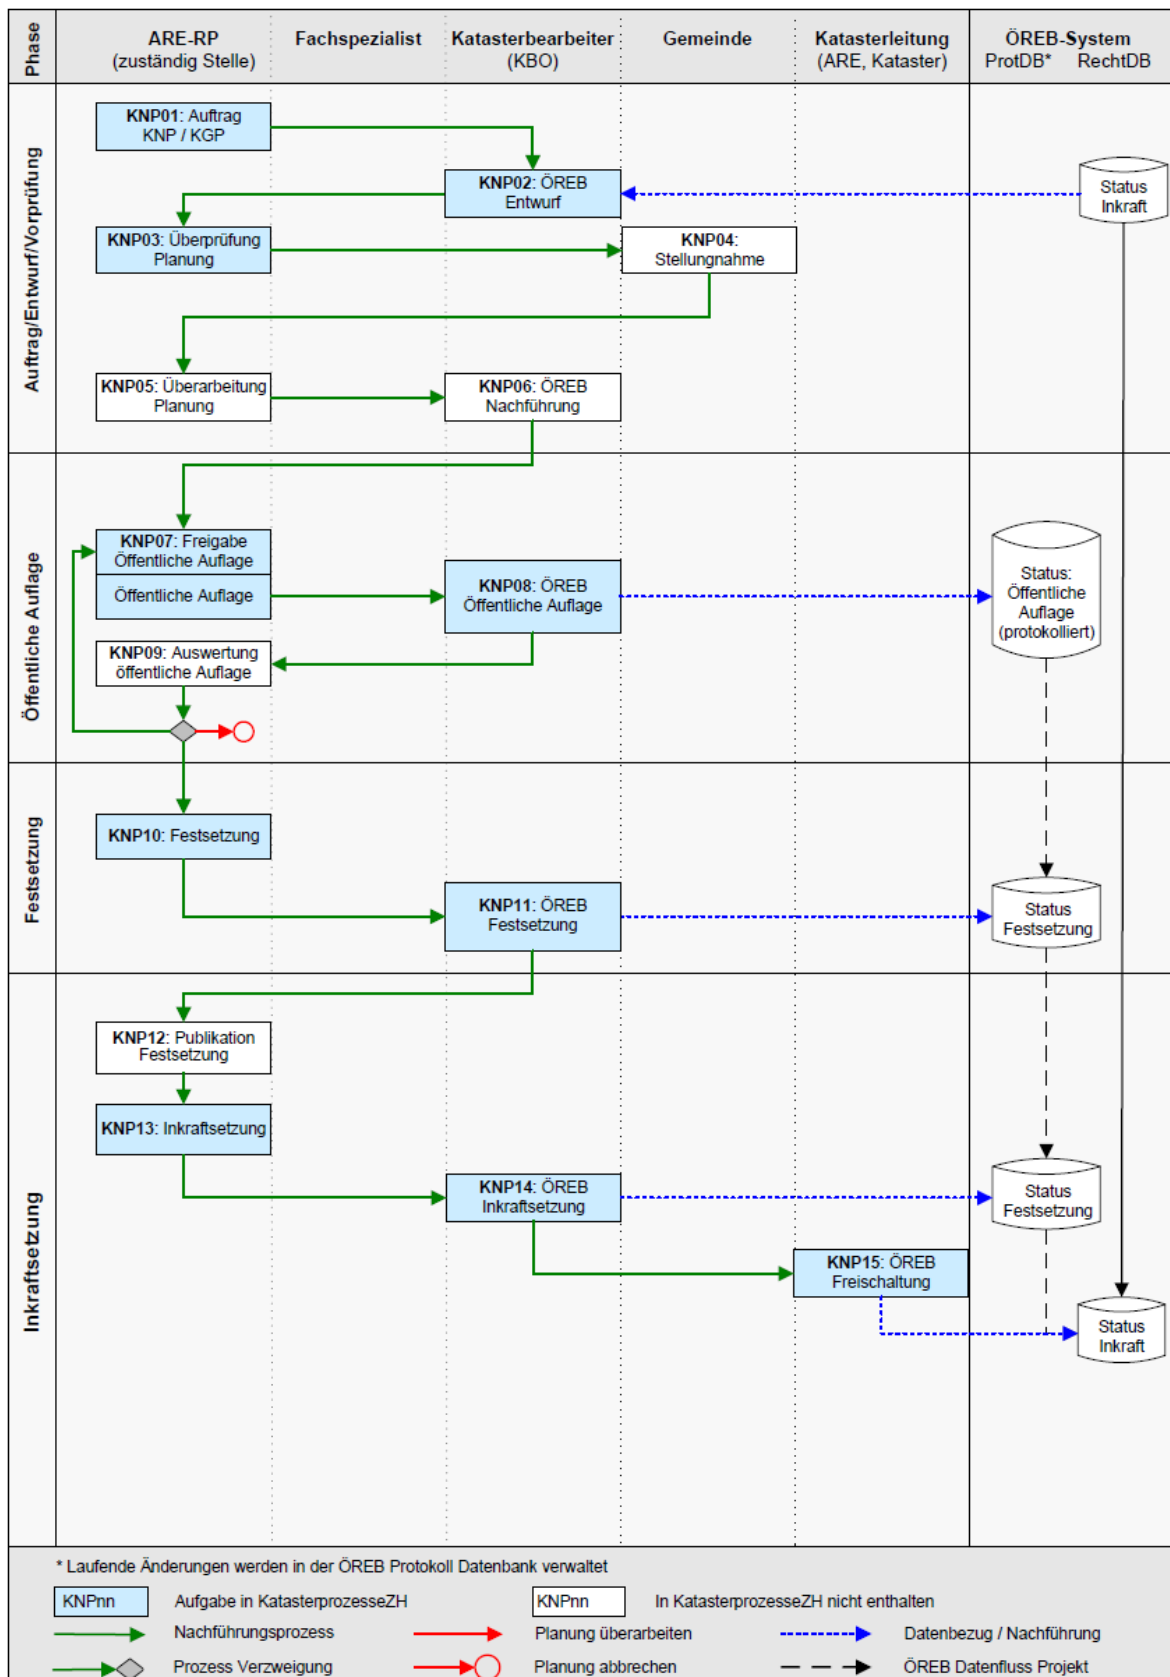 Phase
ARE-RP
(zuständig Stelle)
Fachspezialist
Katasterbearbeiter
(KBO)
Gemeinde
Katasterleitung
(ARE, Kataster)
ÖREB-System
ProtDB* RechtDB
Auftrag/Entwurf/Vorprüfung
KNP01: Auftrag
KNP / KGP
KNP02: ÖREB
Entwurf
Status
Inkraft
KNP03: Überprüfung
Planung
KNP04:
Stellungnahme
KNP05: Überarbeitung
Planung
KNP06: ÖREB
Nachführung
Öffentliche Auflage
KNP07: Freigabe
Öffentliche Auflage
Öffentliche Auflage
KNP08: ÖREB
Öffentliche Auflage
Status:
Öffentliche
Auflage
(protokolliert)
KNP09: Auswertung
öffentliche Auflage
Festsetzung
KNP10: Festsetzung
KNP11: ÖREB
Festsetzung
Status
Festsetzung
Inkraftsetzung
KNP12: Publikation
Festsetzung
KNP13: Inkraftsetzung
KNP14: ÖREB
Inkraftsetzung
Status
Festsetzung
KNP15: ÖREB
Freischaltung
Status
Inkraft
* Laufende Änderungen werden in der ÖREB Protokoll Datenbank verwaltet
KNPnn Aufgabe in KatasterprozesseZH KNPnn In KatasterprozesseZH nicht enthalten
Nachführungsprozess Planung überarbeiten Datenbezug / Nachführung
Prozess Verzweigung Planung abbrechen ÖREB Datenfluss Projekt